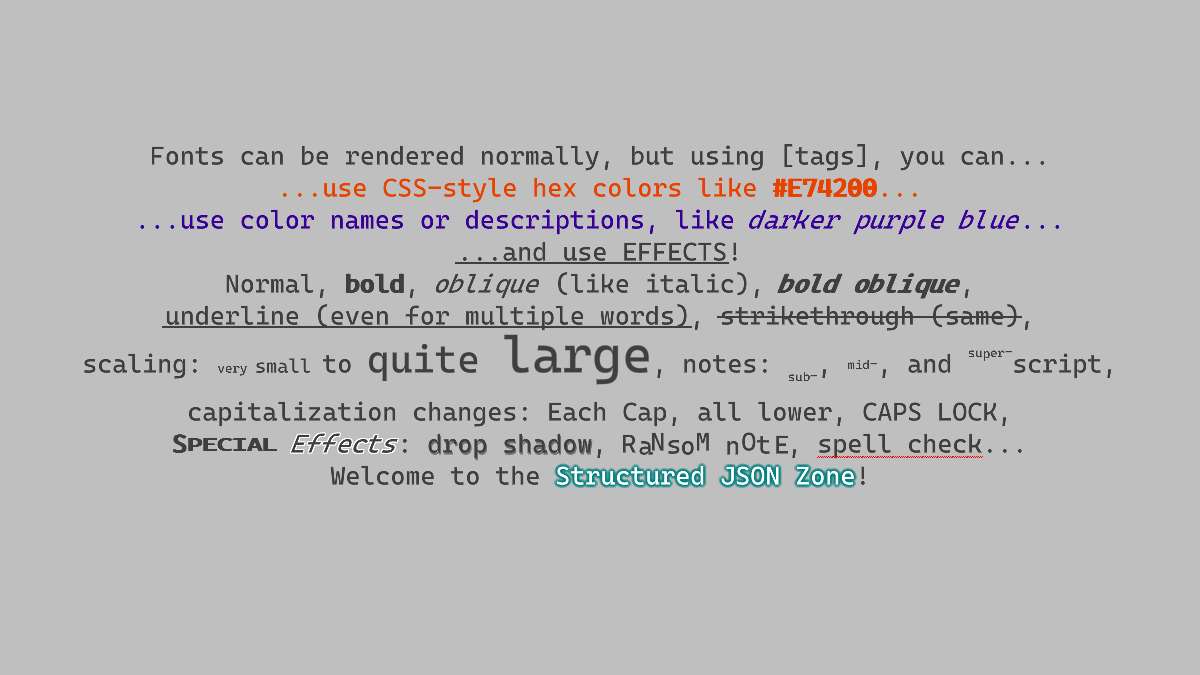 Fonts can be rendered normally, but using [tags], you can...
...use CSS-style hex colors like #E74200...
...use color names or descriptions, like darker purple blue...
...and use EFFECTS!
Normal, bold, oblique (like italic), bold oblique,
underline (even for multiple words), strikethrough (same),
scaling: very small to quite large, notes: sub-, mid-, and super-script,
capitalization changes: Each Cap, all lower, CAPS LOCK,
SPECIAL Effects: drop shadow, RaNsoM nOtE, spell check...
Welcome to the Structured JSON Zone!